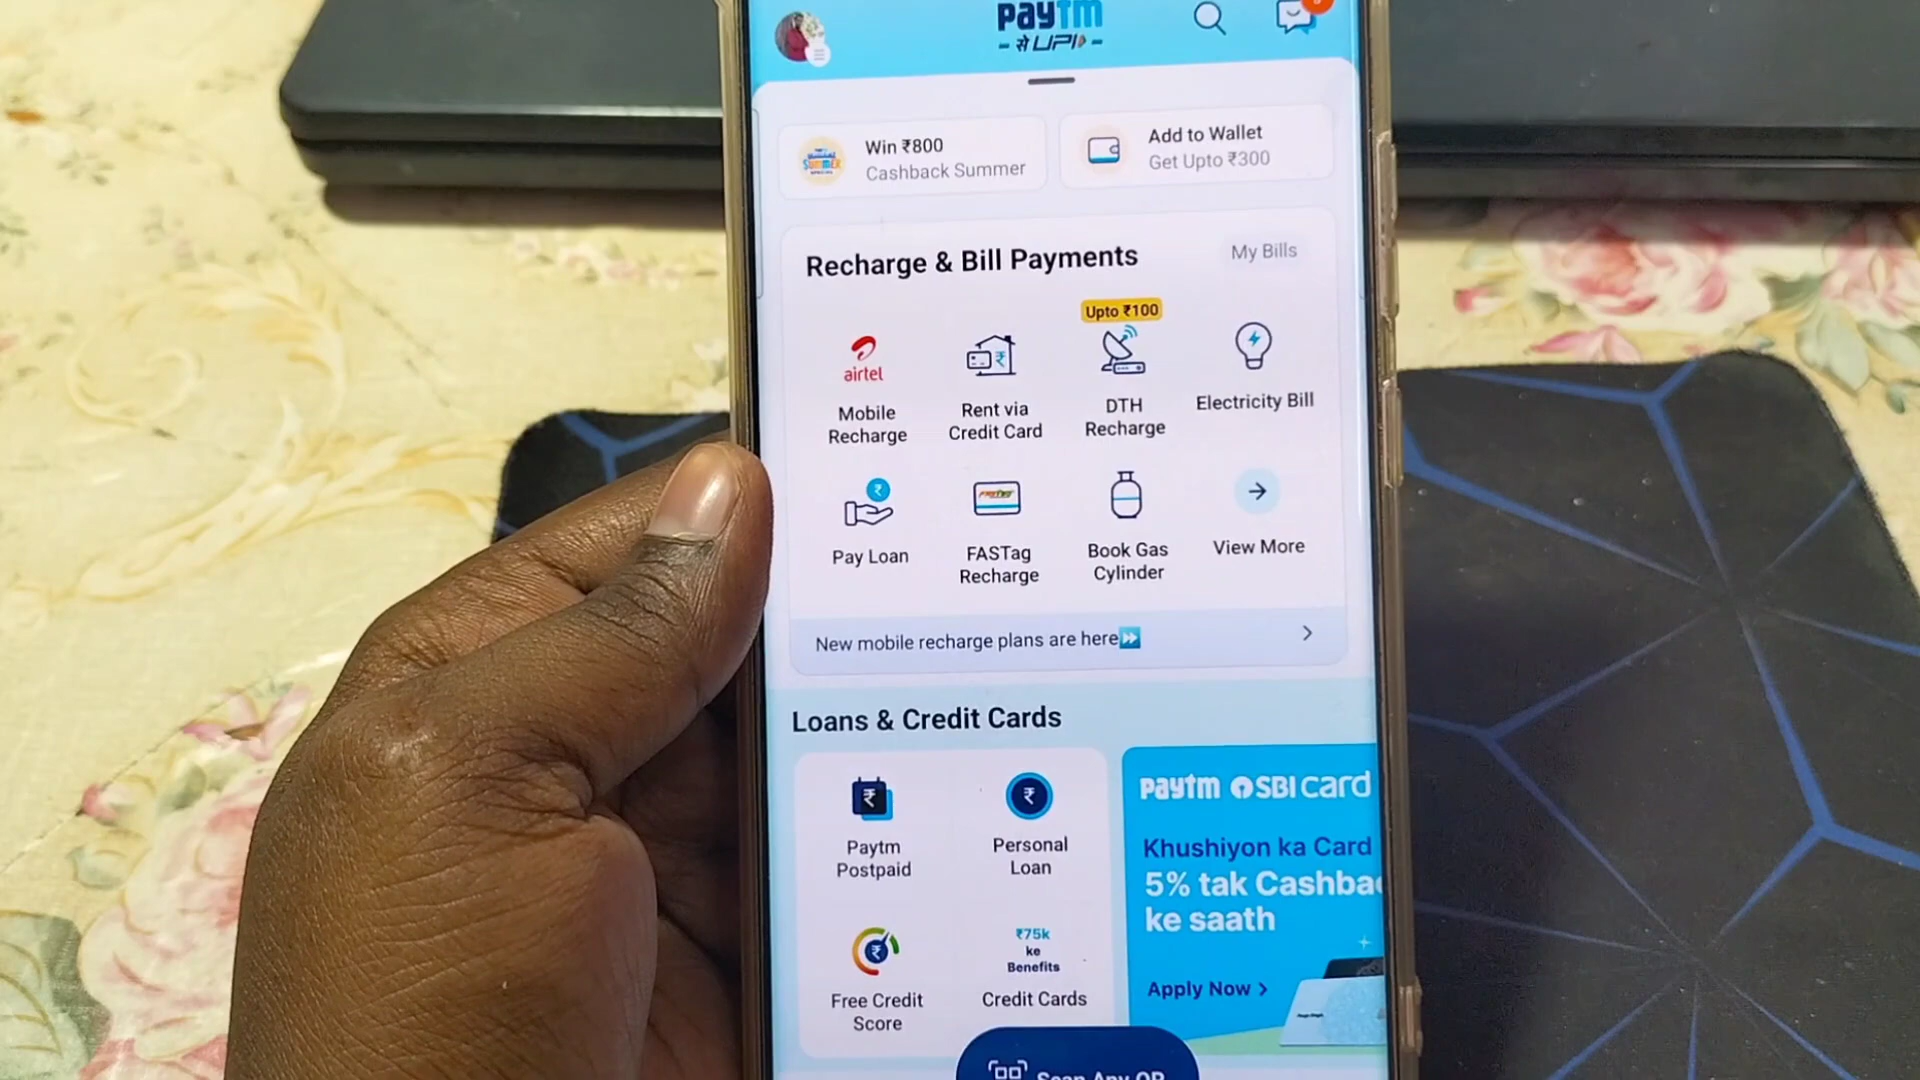 paytm
से UPI
Win ₹800
Cashback Summer
SUMMER
Add to Wallet
Get Upto ₹300
Recharge & Bill Payments
My Bills
Upto ₹100
airtel
Mobile
Recharge
Rent via
Credit Card
DTH
Recharge
Electricity Bill
Pay Loan
FASTag
Recharge
Book Gas
Cylinder
View More
New mobile recharge plans are here
Loans & Credit Cards
Paytm
Postpaid
Personal
Loan
Free Credit
Score
₹75k
ke
Benefits
Credit Cards
paytm SBI card
Khushiyon ka Card
5% tak Cashba
ke saath
Apply Now >
Scan Any QR